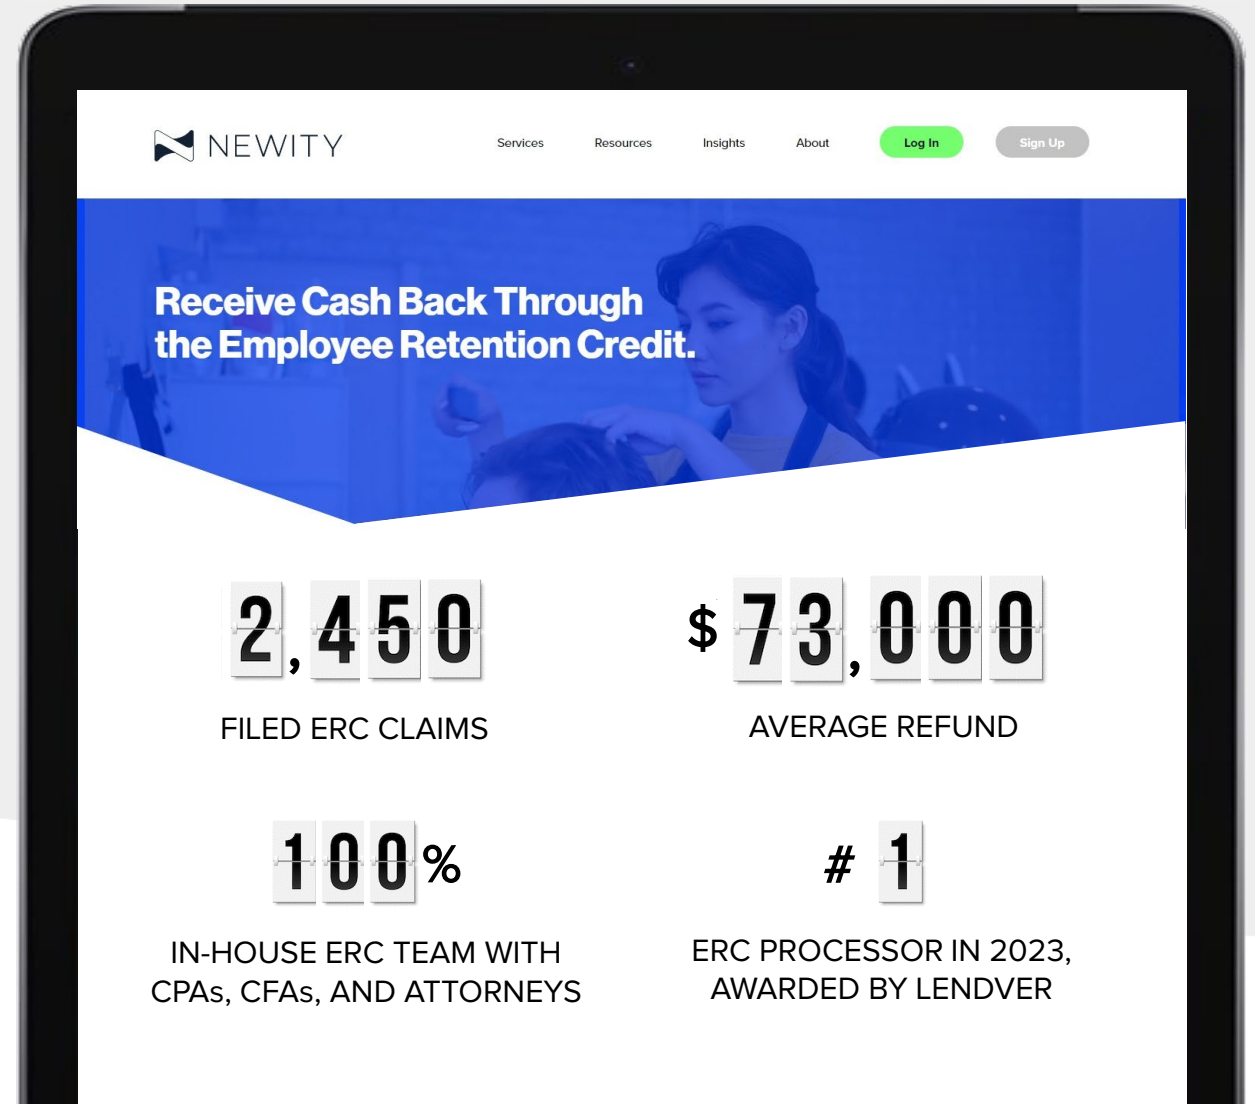 NEWITY
Services
Resources
Insights
About
Log In
Sign Up
Receive Cash Back Through
the Employee Retention Credit.
2,450
FILED ERC CLAIMS
$73,000
AVERAGE REFUND
100%
IN-HOUSE ERC TEAM WITH
CPAs, CFAs, AND ATTORNEYS
# 1
ERC PROCESSOR IN 2023,
AWARDED BY LENDVER